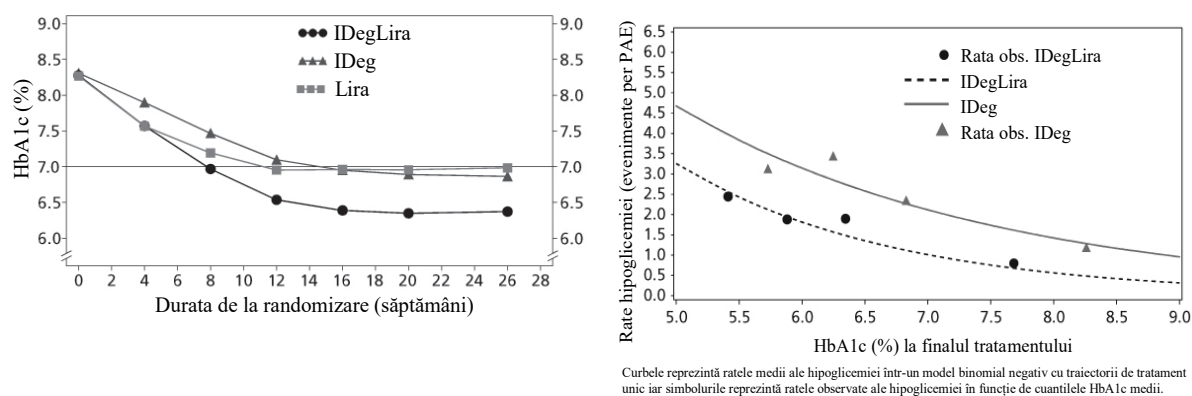 9.0
8.5
8.0
7.5
7.0
6.5
6.0
HbA1c (%)
IDegLira
IDeg
Lira
9.0
8.5
8.0
7.5
7.0
6.5
6.0
0 2 4 6 8 10 12 14 16 18 20 22 24 26 28
Durata de la randomizare (săptămâni)
Rate hipoglicemiei (evenimente per PAE)
6.5
6.0
5.5
5.0
4.5
4.0
3.5
3.0
2.5
2.0
1.5
1.0
0.5
0.0
Rata obs. IDegLira
IDegLira
IDeg
Rata obs. IDeg
5.0 5.5 6.0 6.5 7.0 7.5 8.0 8.5 9.0
HbA1c (%) la finalul tratamentului
Curbele reprezintă ratele medii ale hipoglicemiei într-un model binomial negativ cu traiectorii de tratament
unic iar simbolurile reprezintă ratele observate ale hipoglicemiei în funcție de cuantilele HbA1c medii.